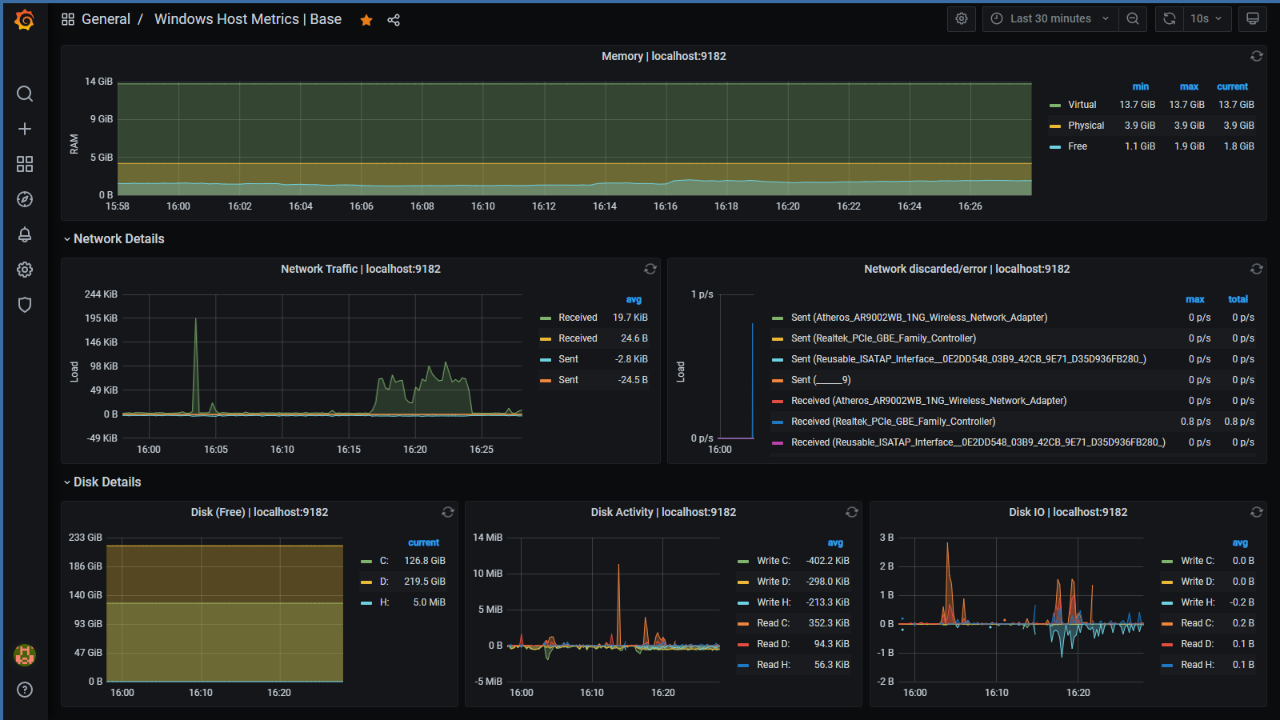 General / Windows Host Metrics | Base
Last 30 minutes
10s
Memory | localhost:9182
RAM
14 GiB
9 GiB
5 GiB
0 B
15:58 16:00 16:02 16:04 16:06 16:08 16:10 16:12 16:14 16:16 16:18 16:20 16:22 16:24 16:26
min max current
Virtual 13.7 GiB 13.7 GiB 13.7 GiB
Physical 3.9 GiB 3.9 GiB 3.9 GiB
Free 1.1 GiB 1.9 GiB 1.8 GiB
Network Details
Network Traffic | localhost:9182
Load
244 KiB
195 KiB
146 KiB
98 KiB
49 KiB
0 B
-49 KiB
16:00 16:05 16:10 16:15 16:20 16:25
avg
Received 19.7 KiB
Received 24.6 B
Sent -2.8 KiB
Sent -24.5 B
Network discarded/error | localhost:9182
Load
1 p/s
0 p/s
16:00
max total
Sent (Atheros_AR9002WB_1NG_Wireless_Network_Adapter) 0 p/s 0 p/s
Sent (Realtek_PCIe_GBE_Family_Controller) 0 p/s 0 p/s
Sent (Reusable_ISATAP_Interface__0E2DD548_03B9_42CB_9E71_D35D936FB280_) 0 p/s 0 p/s
Sent (_____9) 0 p/s 0 p/s
Received (Atheros_AR9002WB_1NG_Wireless_Network_Adapter) 0 p/s 0 p/s
Received (Realtek_PCIe_GBE_Family_Controller) 0.8 p/s 0.8 p/s
Received (Reusable_ISATAP_Interface__0E2DD548_03B9_42CB_9E71_D35D936FB280_) 0 p/s 0 p/s
Disk Details
Disk (Free) | localhost:9182
233 GiB
186 GiB
140 GiB
93 GiB
47 GiB
0 B
16:00 16:10 16:20
current
C: 126.8 GiB
D: 219.5 GiB
H: 5.0 MiB
Disk Activity | localhost:9182
14 MiB
10 MiB
5 MiB
0 B
-5 MiB
16:00 16:10 16:20
avg
Write C: -402.2 KiB
Write D: -298.0 KiB
Write H: -213.3 KiB
Read C: 352.3 KiB
Read D: 94.3 KiB
Read H: 56.3 KiB
Disk IO | localhost:9182
3 B
2 B
1 B
0 B
-1 B
-2 B
16:00 16:10 16:20
avg
Write C: 0.0 B
Write D: 0.0 B
Write H: -0.2 B
Read C: 0.2 B
Read D: 0.1 B
Read H: 0.1 B